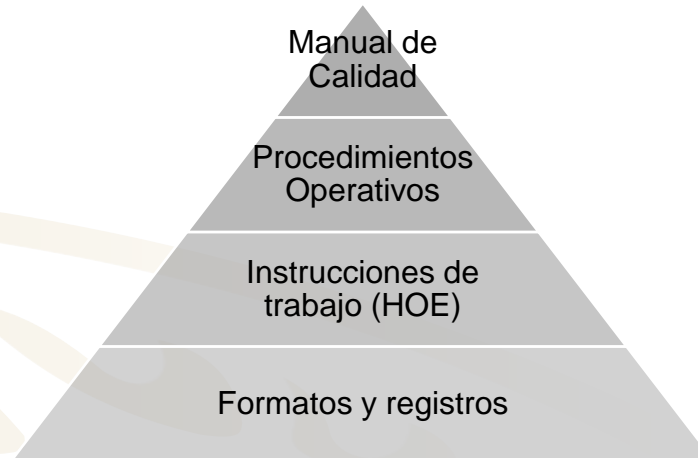 Manual de
Calidad
Procedimientos
Operativos
Instrucciones de
trabajo (HOE)
Formatos y registros